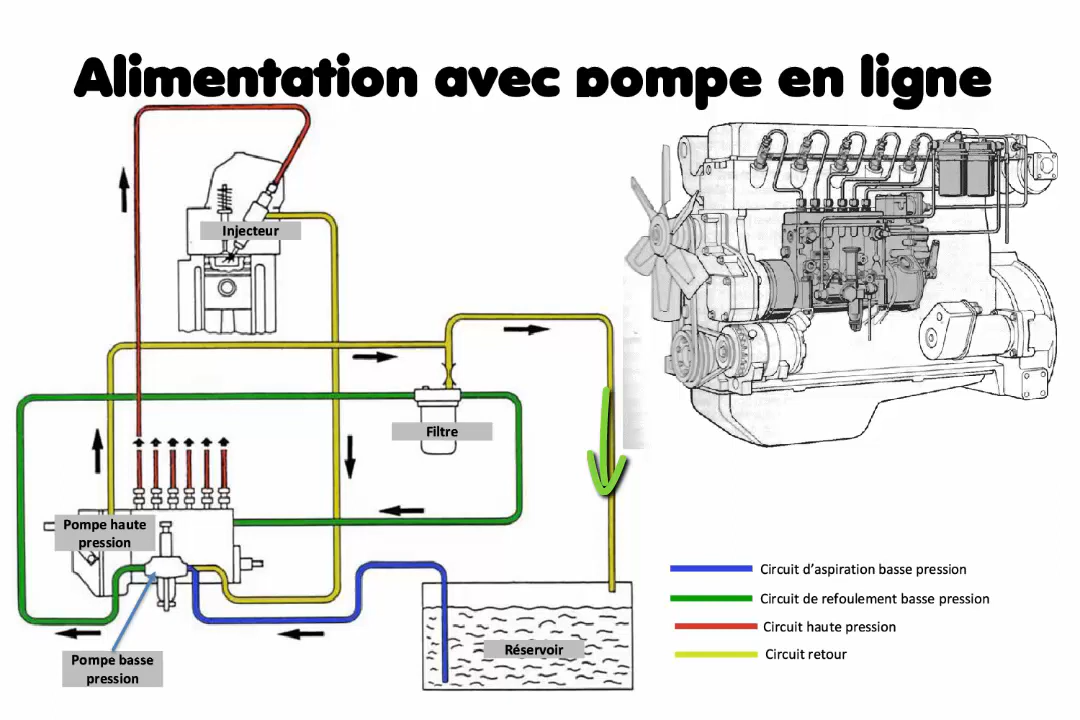 Alimentation avec pompe en ligne
Injecteur
Filtre
Pompe haute
pression
Pompe basse
pression
Réservoir
Circuit d'aspiration basse pression
Circuit de refoulement basse pression
Circuit haute pression
Circuit retour